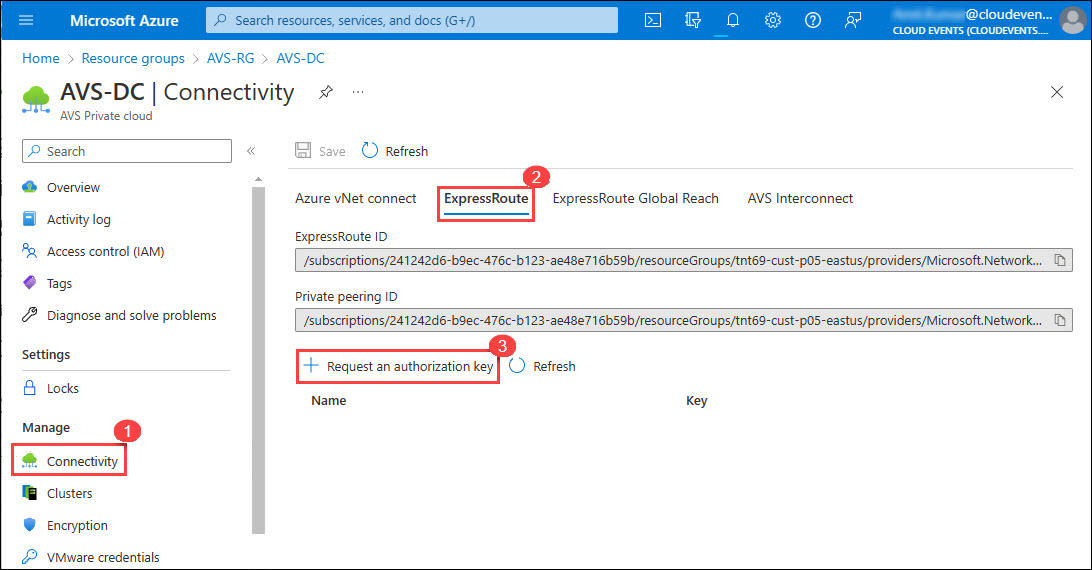 Microsoft Azure
Search resources, services, and docs (G+/)
@cloudeven...
CLOUD EVENTS (CLOUDEVENTS....
Home > Resource groups > AVS-RG > AVS-DC
AVS-DC | Connectivity
...
AVS Private cloud
Search
«
Save
Refresh
Overview
Activity log
Access control (IAM)
Tags
Diagnose and solve problems
Settings
Locks
Manage
1
Connectivity
Clusters
Encryption
VMware credentials
2
Azure vNet connect
ExpressRoute
ExpressRoute Global Reach
AVS Interconnect
ExpressRoute ID
/subscriptions/241242d6-b9ec-476c-b123-ae48e716b59b/resourceGroups/tnt69-cust-p05-eastus/providers/Microsoft.Network...
Private peering ID
/subscriptions/241242d6-b9ec-476c-b123-ae48e716b59b/resourceGroups/tnt69-cust-p05-eastus/providers/Microsoft.Network...
3
Request an authorization key
Refresh
Name
Key